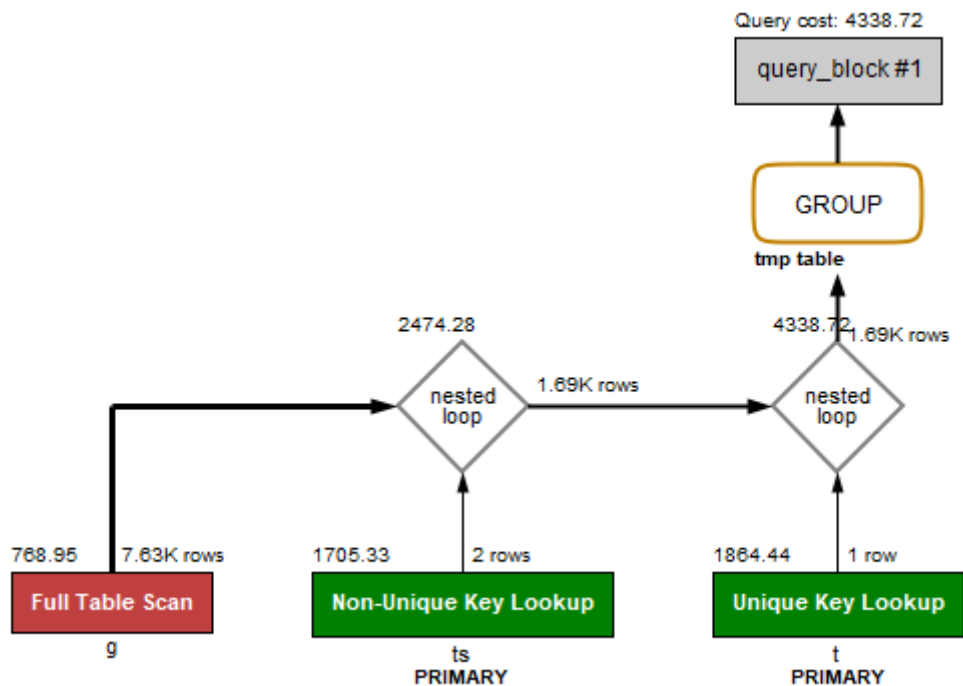 Query cost: 4338.72
query_block #1
GROUP
tmp table
2474.28
4338.72
1.69K rows
1.69K rows
nested
loop
nested
loop
768.95
7.63K rows
1705.33
2 rows
1864.44
1 row
Full Table Scan
Non-Unique Key Lookup
Unique Key Lookup
g
ts
t
PRIMARY
PRIMARY